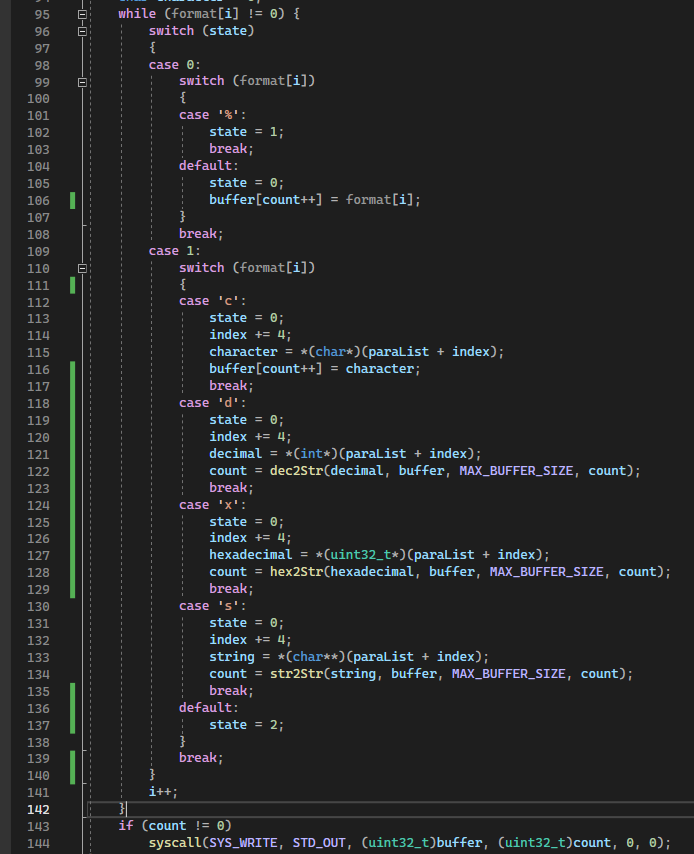 95 while (format[i] != 0) {
96 switch (state)
97 {
98 case 0:
99 switch (format[i])
100 {
101 case '%':
102 state = 1;
103 break;
104 default:
105 state = 0;
106 buffer[count++] = format[i];
107 }
108 break;
109 case 1:
110 switch (format[i])
111 {
112 case 'c':
113 state = 0;
114 index += 4;
115 character = *(char*)(paraList + index);
116 buffer[count++] = character;
117 break;
118 case 'd':
119 state = 0;
120 index += 4;
121 decimal = *(int*)(paraList + index);
122 count = dec2Str(decimal, buffer, MAX_BUFFER_SIZE, count);
123 break;
124 case 'x':
125 state = 0;
126 index += 4;
127 hexadecimal = *(uint32_t*)(paraList + index);
128 count = hex2Str(hexadecimal, buffer, MAX_BUFFER_SIZE, count);
129 break;
130 case 's':
131 state = 0;
132 index += 4;
133 string = *(char**)(paraList + index);
134 count = str2Str(string, buffer, MAX_BUFFER_SIZE, count);
135 break;
136 default:
137 state = 2;
138 }
139 break;
140 }
141 i++;
142 }
143 if (count != 0)
144 syscall(SYS_WRITE, STD_OUT, (uint32_t)buffer, (uint32_t)count, 0, 0);